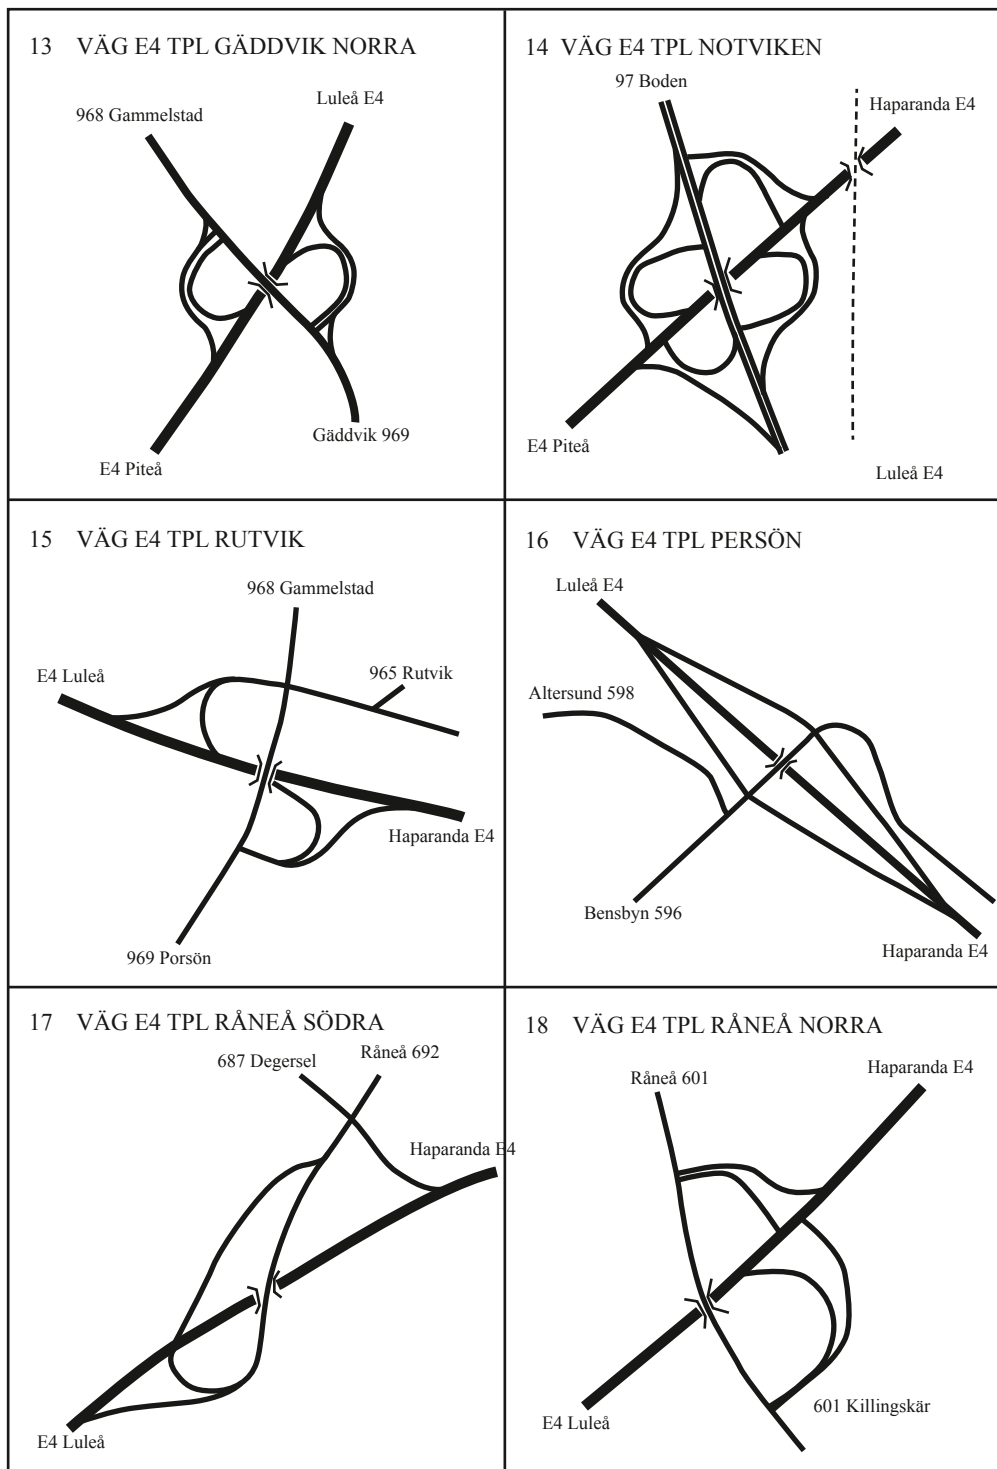 13 VÄG E4 TPL GÄDDVIK NORRA
968 Gammelstad
Luleå E4
Gäddvik 969
E4 Piteå
14 VÄG E4 TPL NOTVIKEN
97 Boden
Haparanda E4
E4 Piteå
Luleå E4
15 VÄG E4 TPL RUTVIK
968 Gammelstad
E4 Luleå
965 Rutvik
Haparanda E4
969 Porsön
16 VÄG E4 TPL PERSÖN
Luleå E4
Altersund 598
Bensbyn 596
Haparanda E4
17 VÄG E4 TPL RÅNEÅ SÖDRA
687 Degersel
Råneå 692
Haparanda E4
E4 Luleå
18 VÄG E4 TPL RÅNEÅ NORRA
Haparanda E4
Råneå 601
601 Killingskär
E4 Luleå